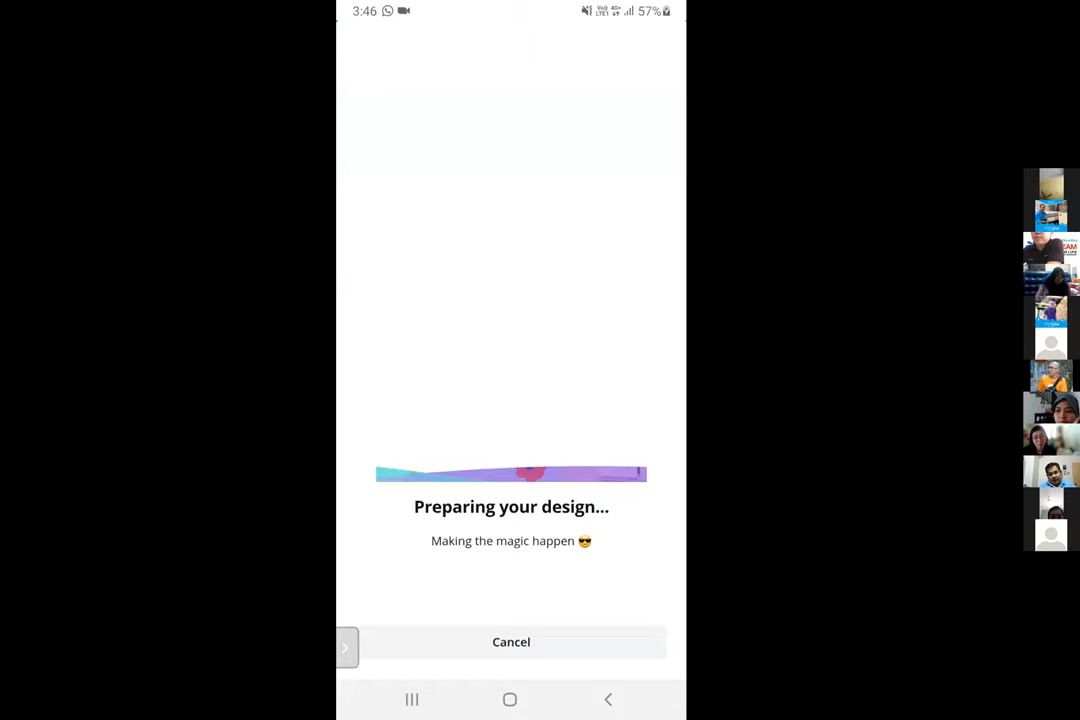 3:46
57%
Preparing your design...
Making the magic happen 😎
Cancel